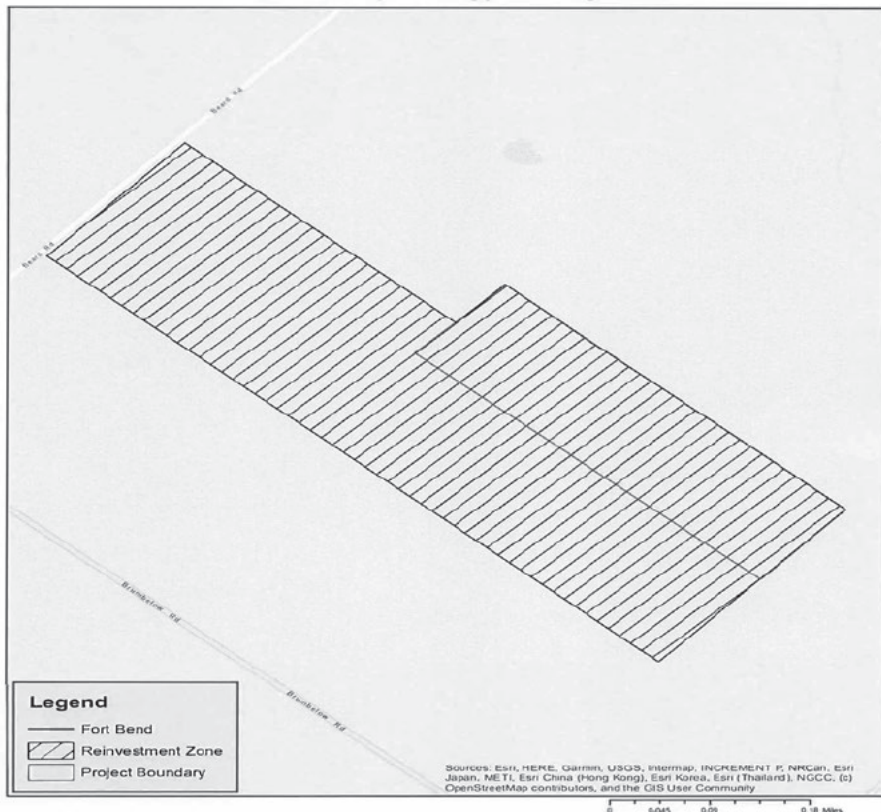 Beard Rd
Beard Rd
Brumbelow Rd
Brumbelow Rd
Legend
Fort Bend
Reinvestment Zone
Project Boundary
Sources: Esri, HERE, Garmin, USGS, Intermap, INCREMENT P, NRCan, Esri
Japan, METI, Esri China (Hong Kong), Esri Korea, Esri (Thailand), NGCC, (c)
OpenStreetMap contributors, and the GIS User Community
0 0.045 0.09 0.18 Miles